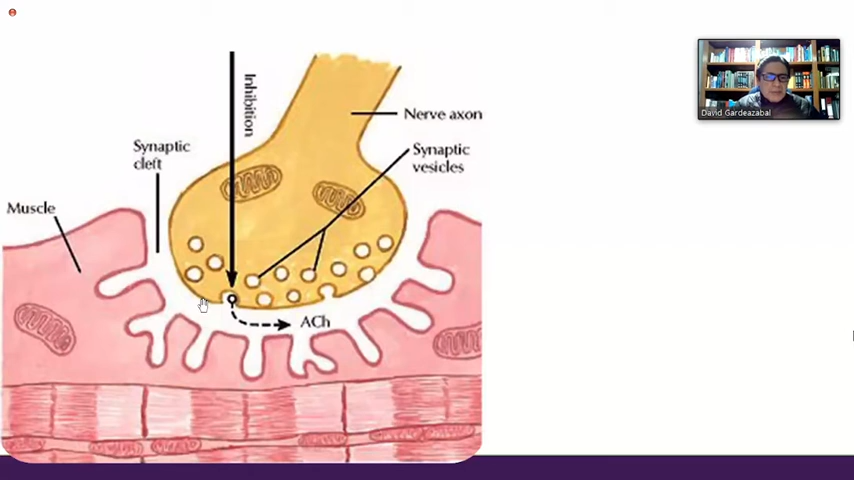 David Gardeazabal
Inhibition
Nerve axon
Synaptic
cleft
Synaptic
vesicles
Muscle
ACh